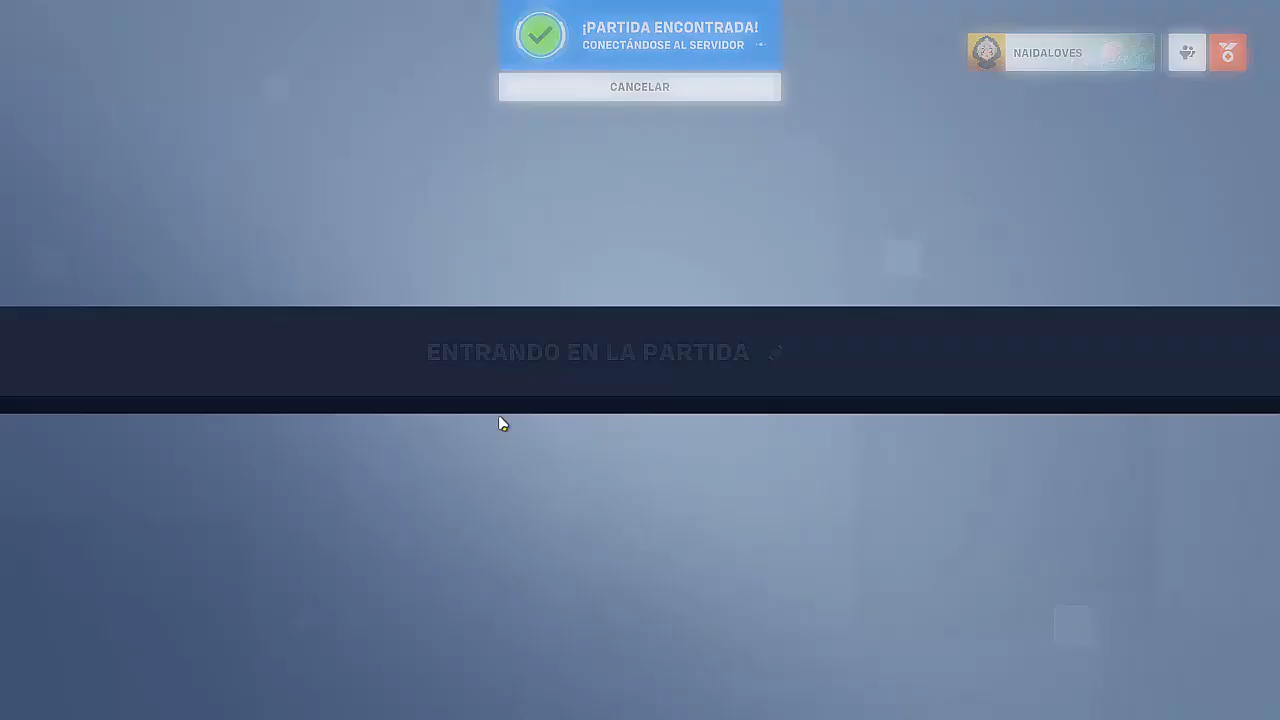 ¡PARTIDA ENCONTRADA!
CONECTÁNDOSE AL SERVIDOR
NAIDALOVES
CANCELAR
ENTRANDO EN LA PARTIDA